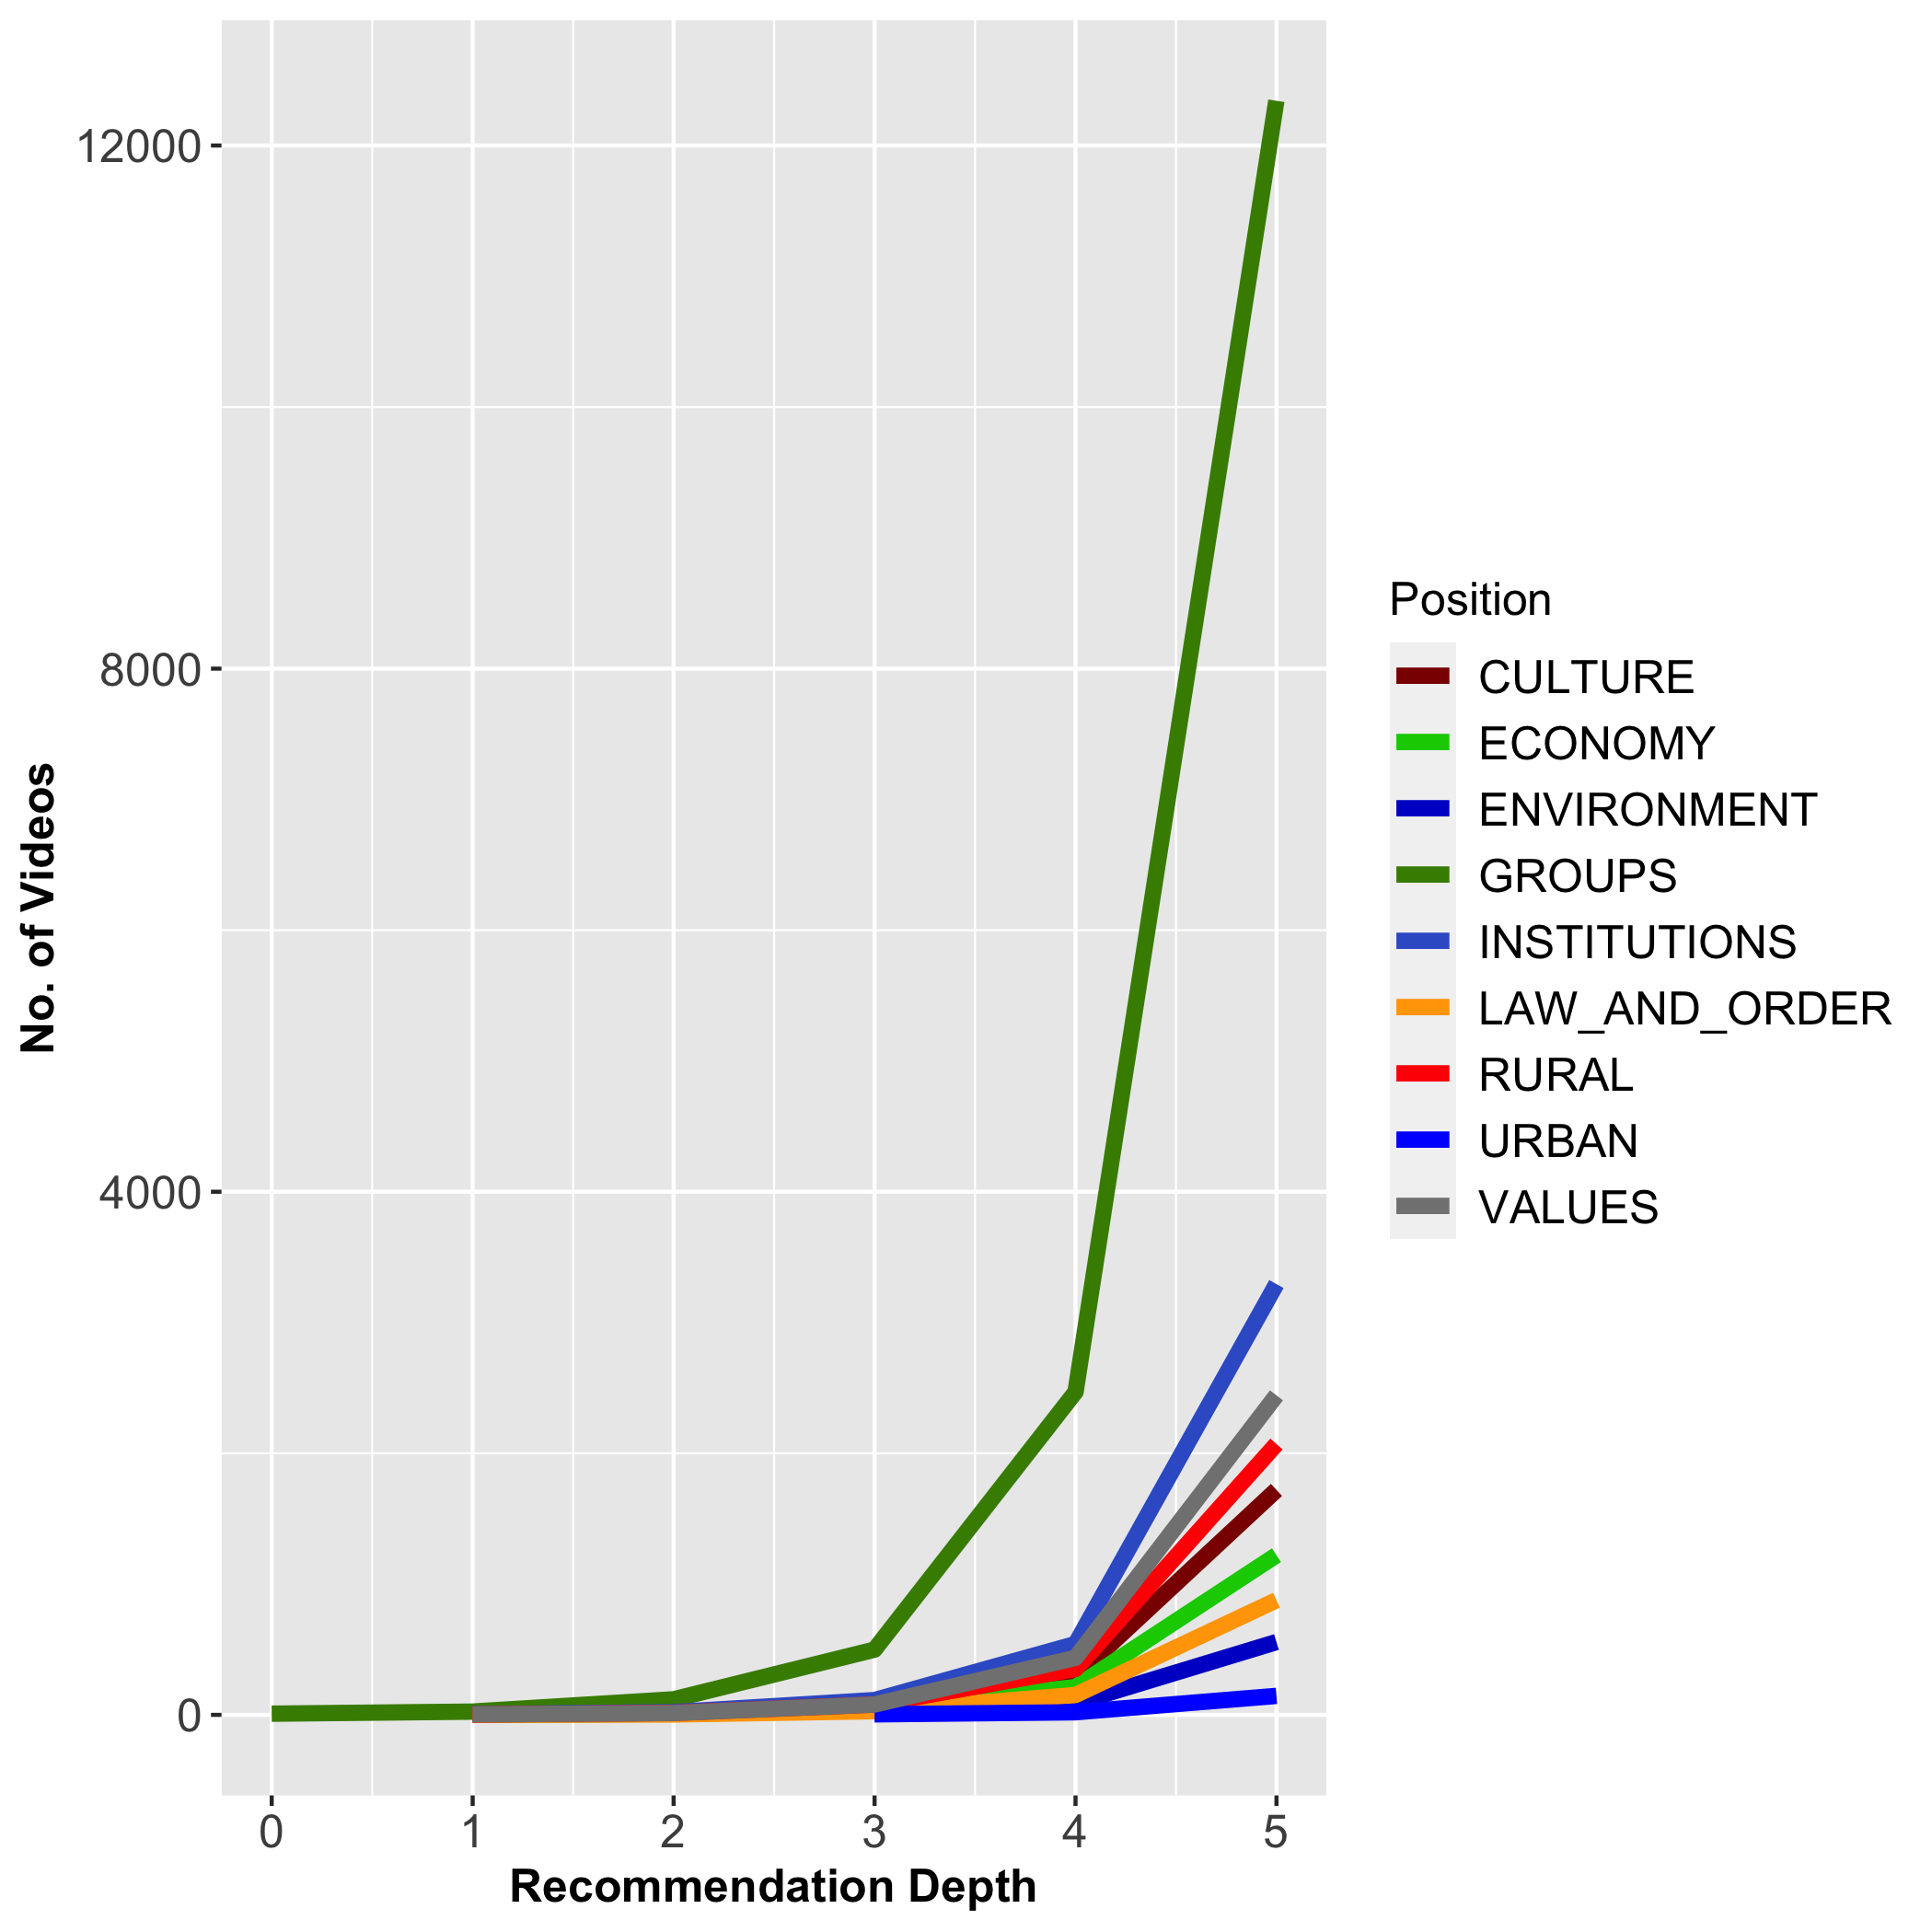 12000
8000
4000
0
No. of Videos
0 1 2 3 4 5
Recommendation Depth
Position
CULTURE
ECONOMY
ENVIRONMENT
GROUPS
INSTITUTIONS
LAW_AND_ORDER
RURAL
URBAN
VALUES